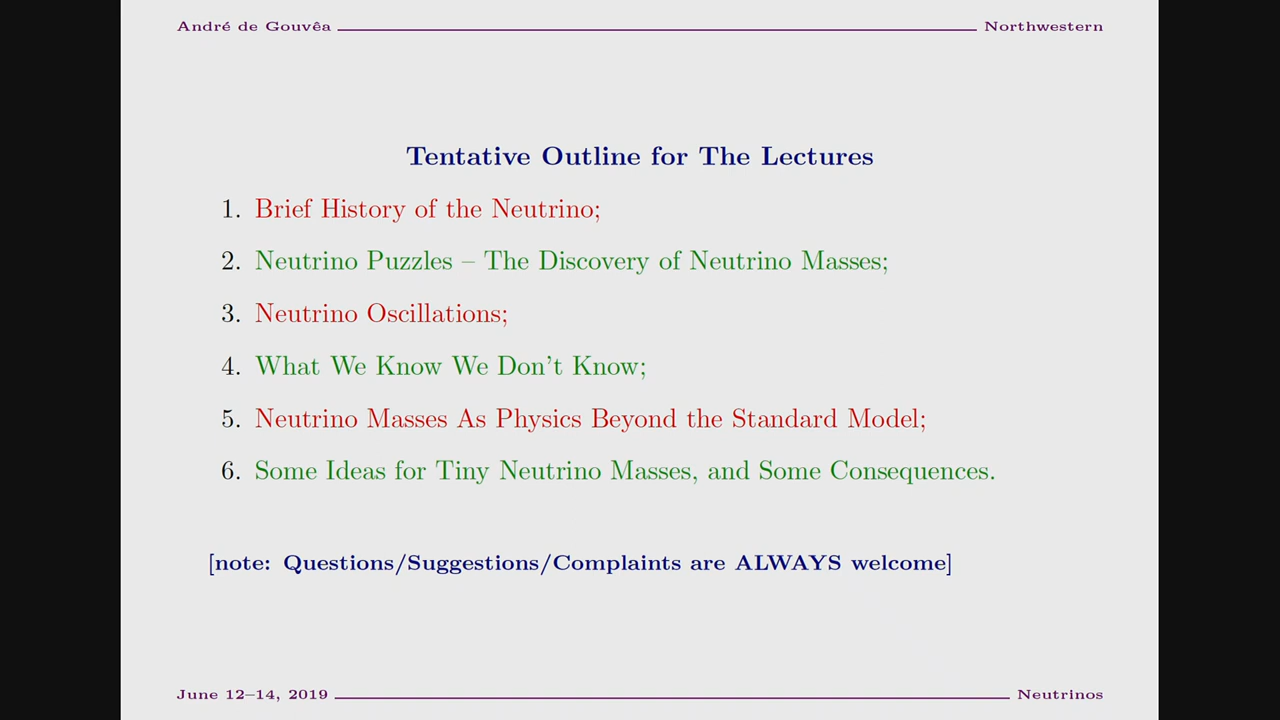 André de Gouvêa Northwestern
Tentative Outline for The Lectures
1. Brief History of the Neutrino;
2. Neutrino Puzzles – The Discovery of Neutrino Masses;
3. Neutrino Oscillations;
4. What We Know We Don't Know;
5. Neutrino Masses As Physics Beyond the Standard Model;
6. Some Ideas for Tiny Neutrino Masses, and Some Consequences.
[note: Questions/Suggestions/Complaints are ALWAYS welcome]
June 12–14, 2019 Neutrinos